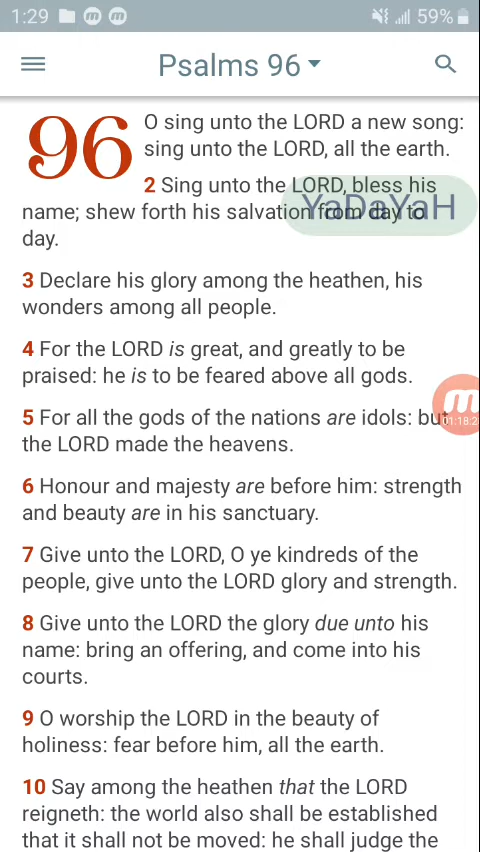 1:29
59%
Psalms 96
96
O sing unto the LORD a new song:
sing unto the LORD, all the earth.
2 Sing unto the LORD, bless his
name; shew forth his salvation from day to
day.
YaDaYaH
3 Declare his glory among the heathen, his
wonders among all people.
4 For the LORD is great, and greatly to be
praised: he is to be feared above all gods.
5 For all the gods of the nations are idols: but
the LORD made the heavens.
m
6 Honour and majesty are before him: strength
and beauty are in his sanctuary.
7 Give unto the LORD, O ye kindreds of the
people, give unto the LORD glory and strength.
8 Give unto the LORD the glory due unto his
name: bring an offering, and come into his
courts.
9 O worship the LORD in the beauty of
holiness: fear before him, all the earth.
10 Say among the heathen that the LORD
reigneth: the world also shall be established
that it shall not be moved: he shall judge the